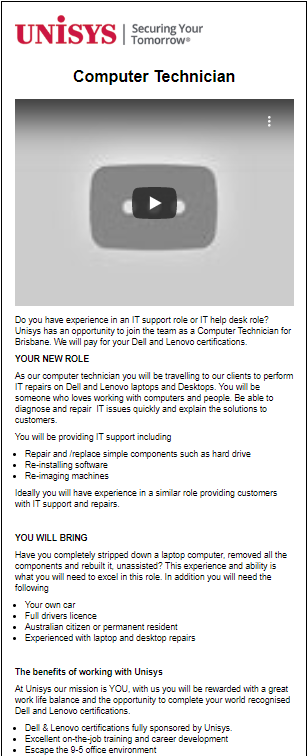 UNISYS | Securing Your
Tomorrow®
Computer Technician
Do you have experience in an IT support role or IT help desk role?
Unisys has an opportunity to join the team as a Computer Technician for
Brisbane. We will pay for your Dell and Lenovo certifications.
YOUR NEW ROLE
As our computer technician you will be travelling to our clients to perform
IT repairs on Dell and Lenovo laptops and Desktops. You will be
someone who loves working with computers and people. Be able to
diagnose and repair IT issues quickly and explain the solutions to
customers.
You will be providing IT support including
• Repair and /replace simple components such as hard drive
• Re-installing software
• Re-imaging machines
Ideally you will have experience in a similar role providing customers
with IT support and repairs.
YOU WILL BRING
Have you completely stripped down a laptop computer, removed all the
components and rebuilt it, unassisted? This experience and ability is
what you will need to excel in this role. In addition you will need the
following
• Your own car
• Full drivers licence
• Australian citizen or permanent resident
• Experienced with laptop and desktop repairs
The benefits of working with Unisys
At Unisys our mission is YOU, with us you will be rewarded with a great
work life balance and the opportunity to complete your world recognised
Dell and Lenovo certifications.
• Dell & Lenovo certifications fully sponsored by Unisys.
• Excellent on-the-job training and career development
• Escape the 9-5 office environment